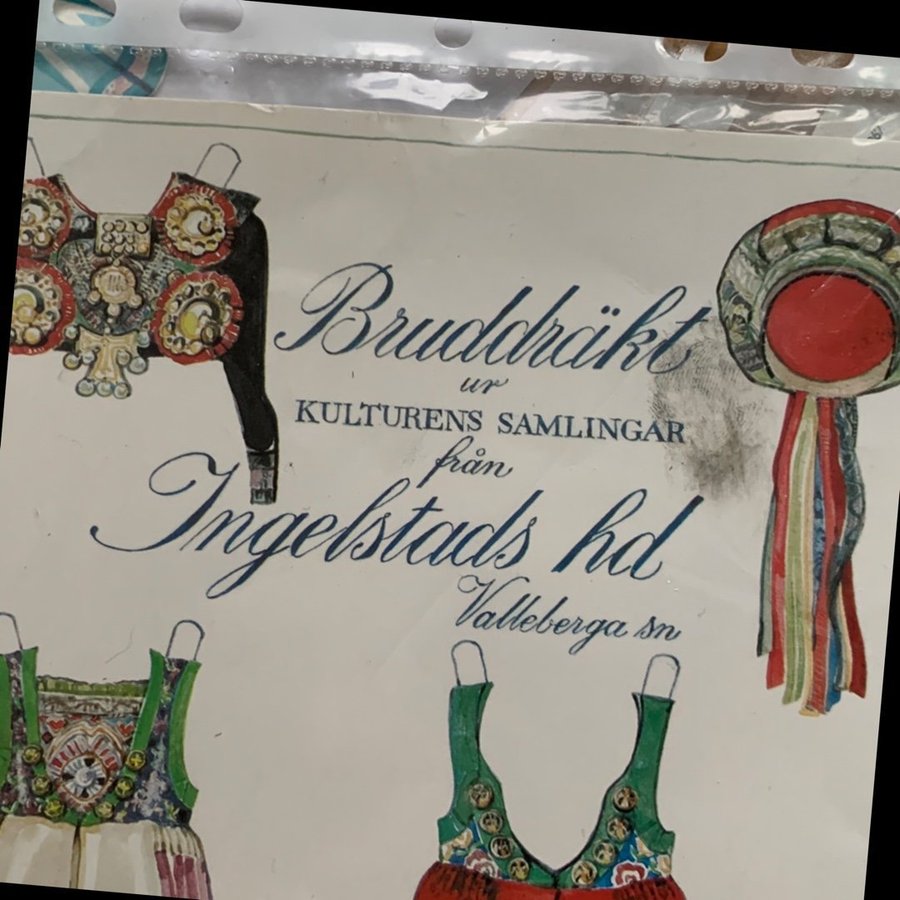 Bruddräkt
ur
KULTURENS SAMLINGAR
från
Ingelstads hd
Valleberga sn